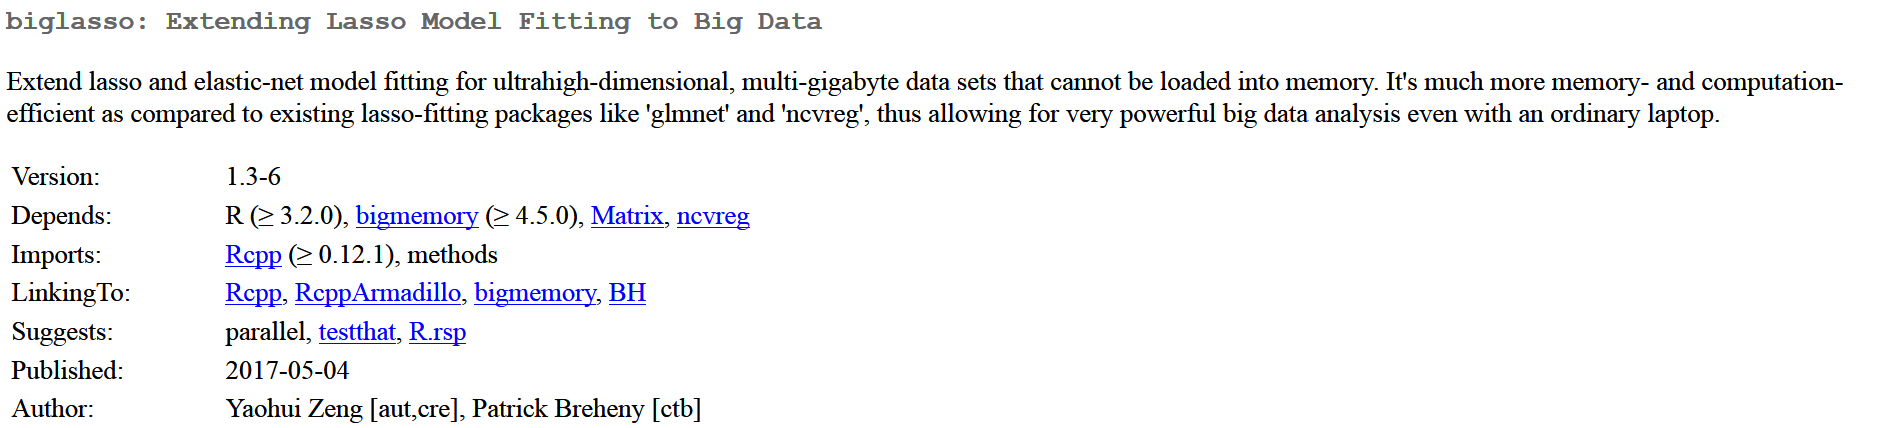 biglasso: Extending Lasso Model Fitting to Big Data
Extend lasso and elastic-net model fitting for ultrahigh-dimensional, multi-gigabyte data sets that cannot be loaded into memory. It's much more memory- and computation-
efficient as compared to existing lasso-fitting packages like 'glmnet' and 'ncvreg', thus allowing for very powerful big data analysis even with an ordinary laptop.
Version: 1.3-6
Depends: R (≥ 3.2.0), bigmemory (≥ 4.5.0), Matrix, ncvreg
Imports: Rcpp (≥ 0.12.1), methods
LinkingTo: Rcpp, RcppArmadillo, bigmemory, BH
Suggests: parallel, testthat, R.rsp
Published: 2017-05-04
Author: Yaohui Zeng [aut,cre], Patrick Breheny [ctb]